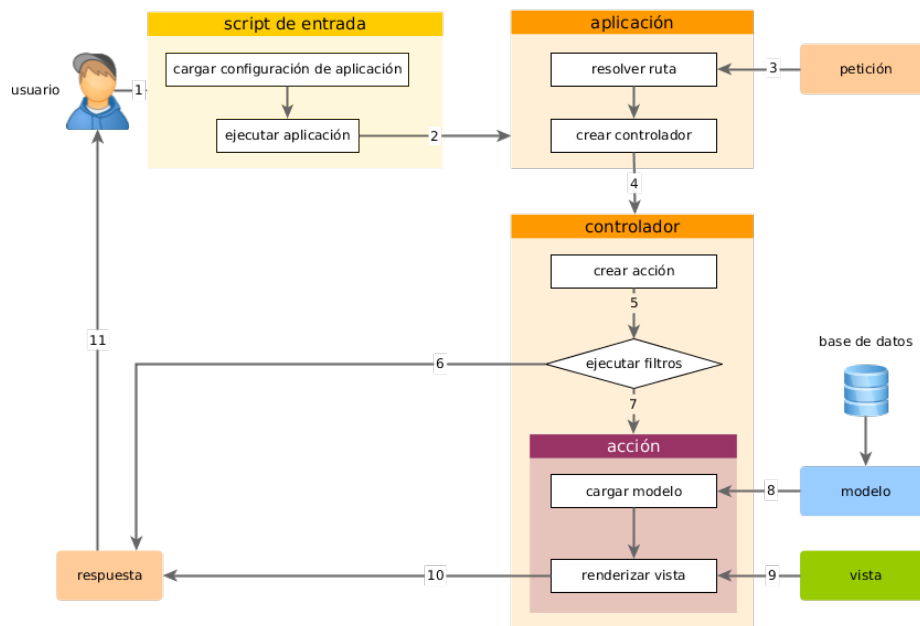 script de entrada
aplicación
cargar configuración de aplicación
resolver ruta
3
petición
usuario
1
ejecutar aplicación
2
crear controlador
4
controlador
crear acción
5
11
6
ejecutar filtros
base de datos
7
acción
cargar modelo
8
modelo
respuesta
10
renderizar vista
9
vista